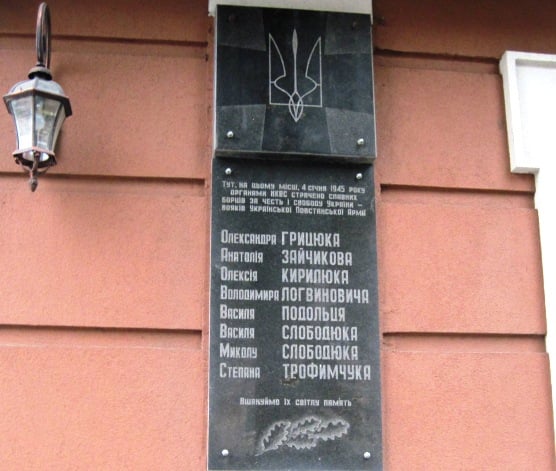 Тут, на цьому місці, 4 січня 1945 року
органами НКВС страчено славних
борців за честь і свободу України –
вояків Української Повстанської Армії
Олександра ГРИЦЮКА
Анатолія ЗАЙЧИКОВА
Олексія КИРИЛЮКА
Володимира ЛОГВИНОВИЧА
Василя ПОДОЛЬЦЯ
Василя СЛОБОДЮКА
Миколу СЛОБОДЮКА
Степана ТРОФИМЧУКА
Вшануймо їх світлу пам'ять